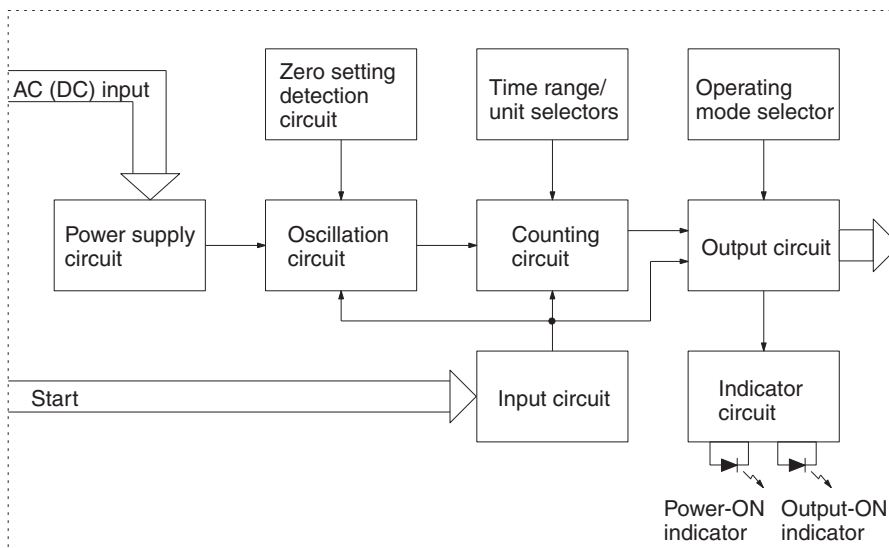 AC (DC) input
Zero setting
detection
circuit
Time range/
unit selectors
Operating
mode selector
Power supply
circuit
Oscillation
circuit
Counting
circuit
Output circuit
Start
Input circuit
Indicator
circuit
Power-ON
indicator
Output-ON
indicator